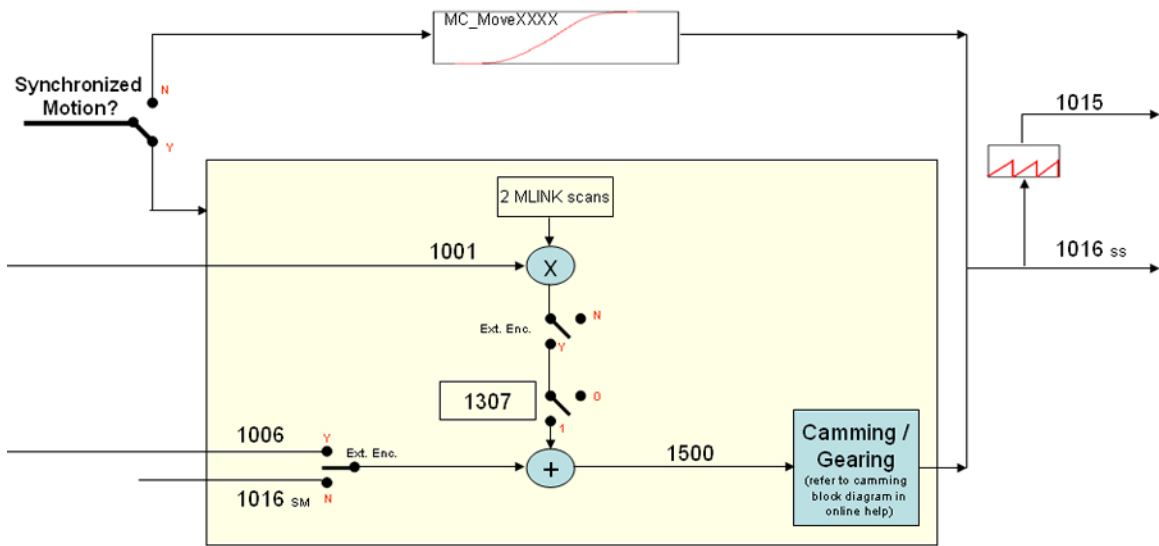 MC_MoveXXXX
Synchronized
Motion?
N
Y
1015
2 MLINK scans
1001
X
1016 SS
Ext. Enc.
N
Y
1307
0
1
1006
Y
Ext. Enc.
1016 SM
N
+
1500
Camming /
Gearing
(refer to camming
block diagram in
online help)